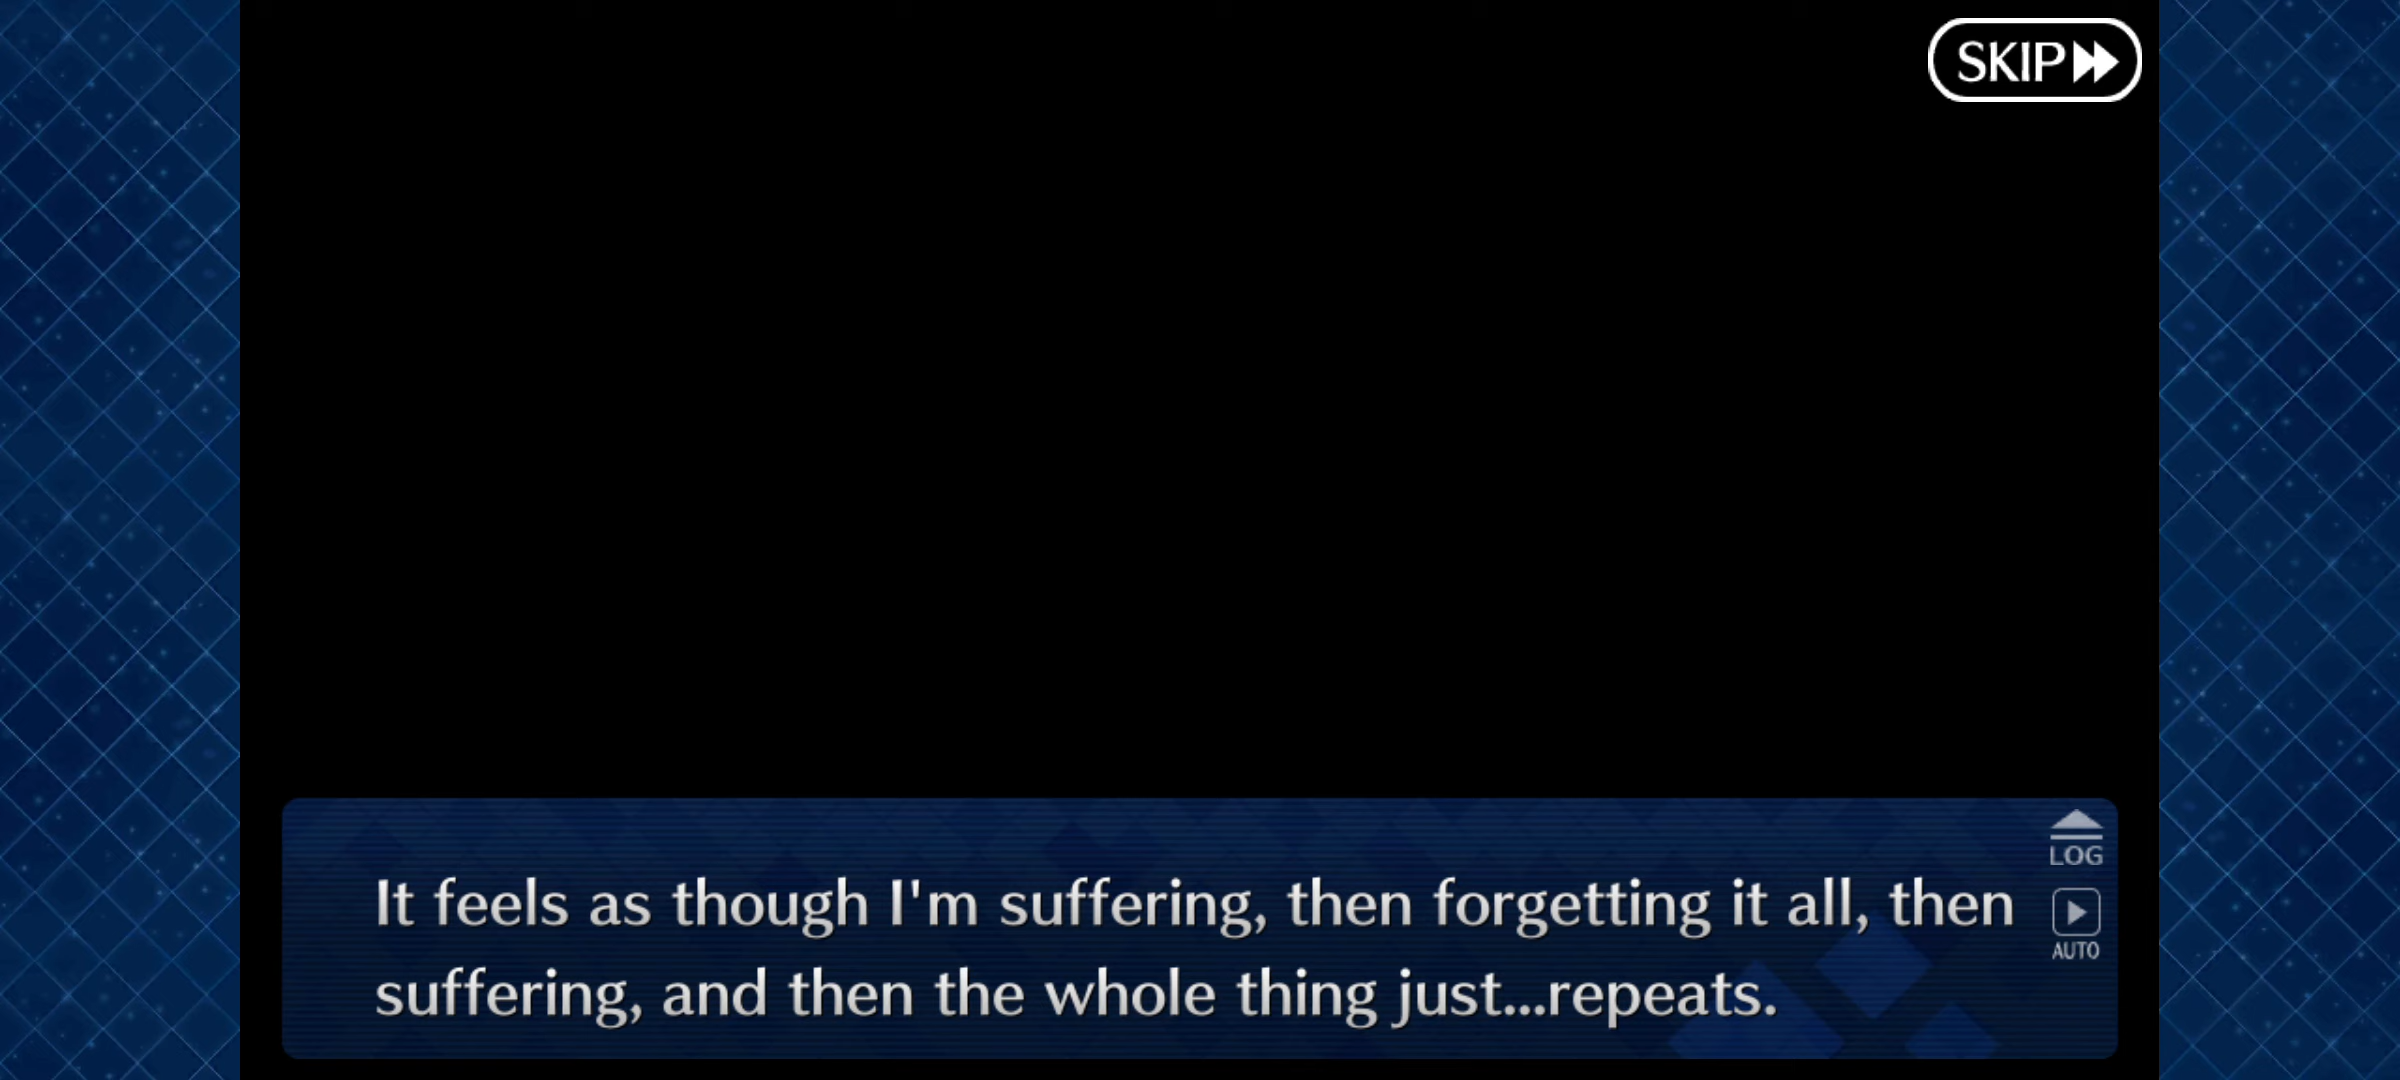 SKIP
LOG
It feels as though I'm suffering, then forgetting it all, then
suffering, and then the whole thing just...repeats.
AUTO